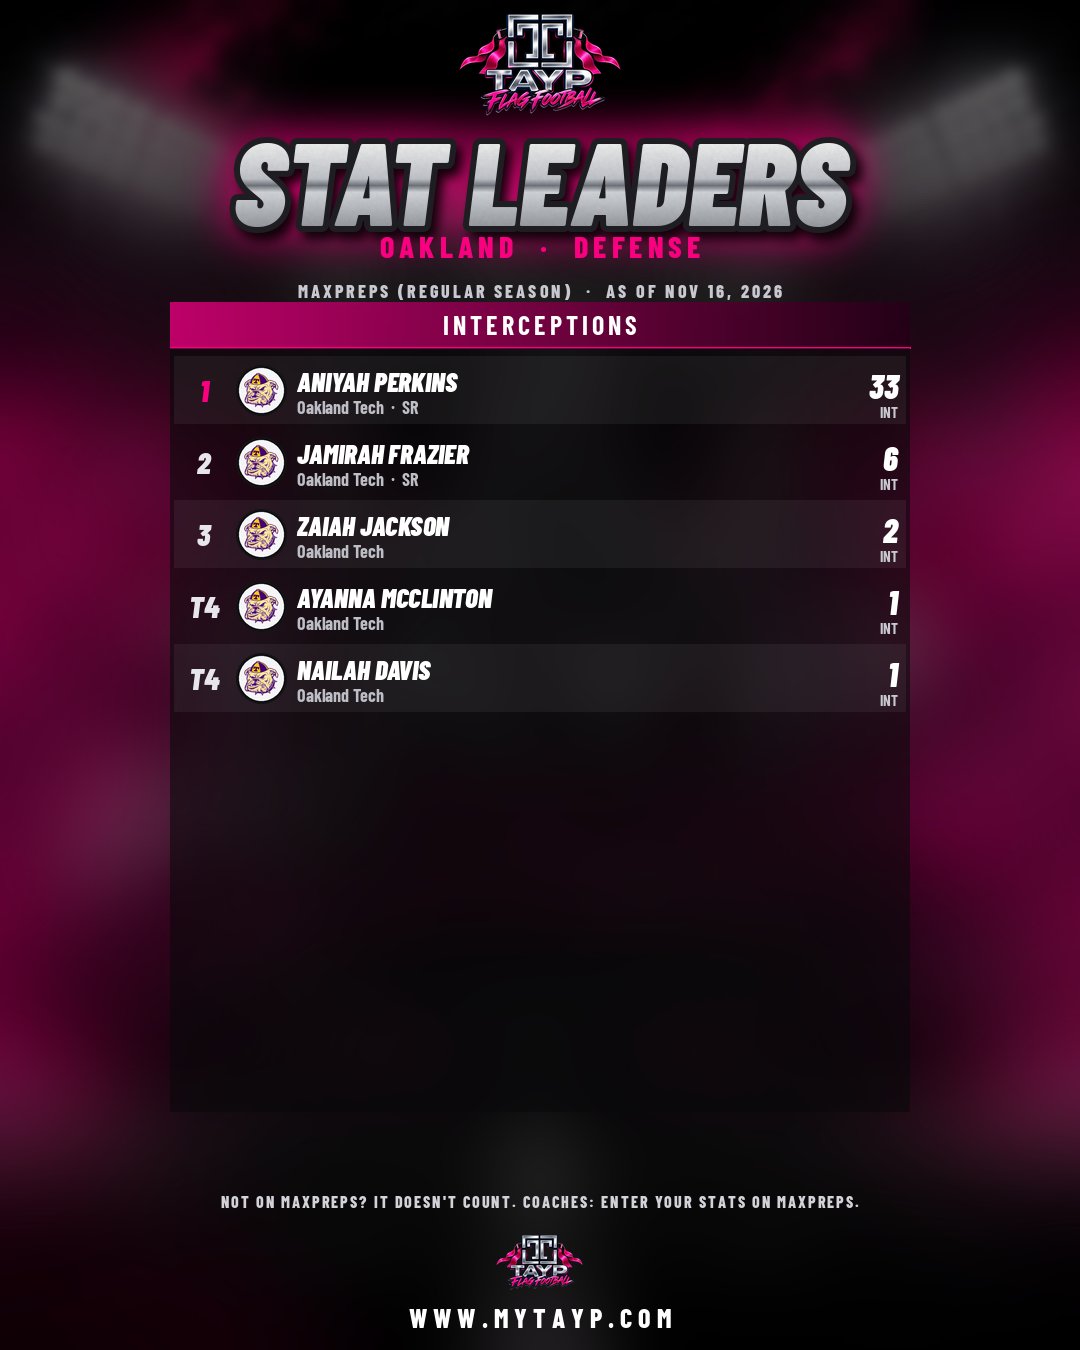 TAYP
FLAG FOOTBALL
STAT LEADERS
OAKLAND · DEFENSE
MAXPREPS (REGULAR SEASON) · AS OF NOV 16, 2026
INTERCEPTIONS
1 ANIYAH PERKINS 33
Oakland Tech · SR INT
2 JAMIRAH FRAZIER 6
Oakland Tech · SR INT
3 ZAIAH JACKSON 2
Oakland Tech INT
T4 AYANNA MCCLINTON 1
Oakland Tech INT
T4 NAILAH DAVIS 1
Oakland Tech INT
NOT ON MAXPREPS? IT DOESN'T COUNT. COACHES: ENTER YOUR STATS ON MAXPREPS.
TAYP
FLAG FOOTBALL
WWW.MYTAYP.COM